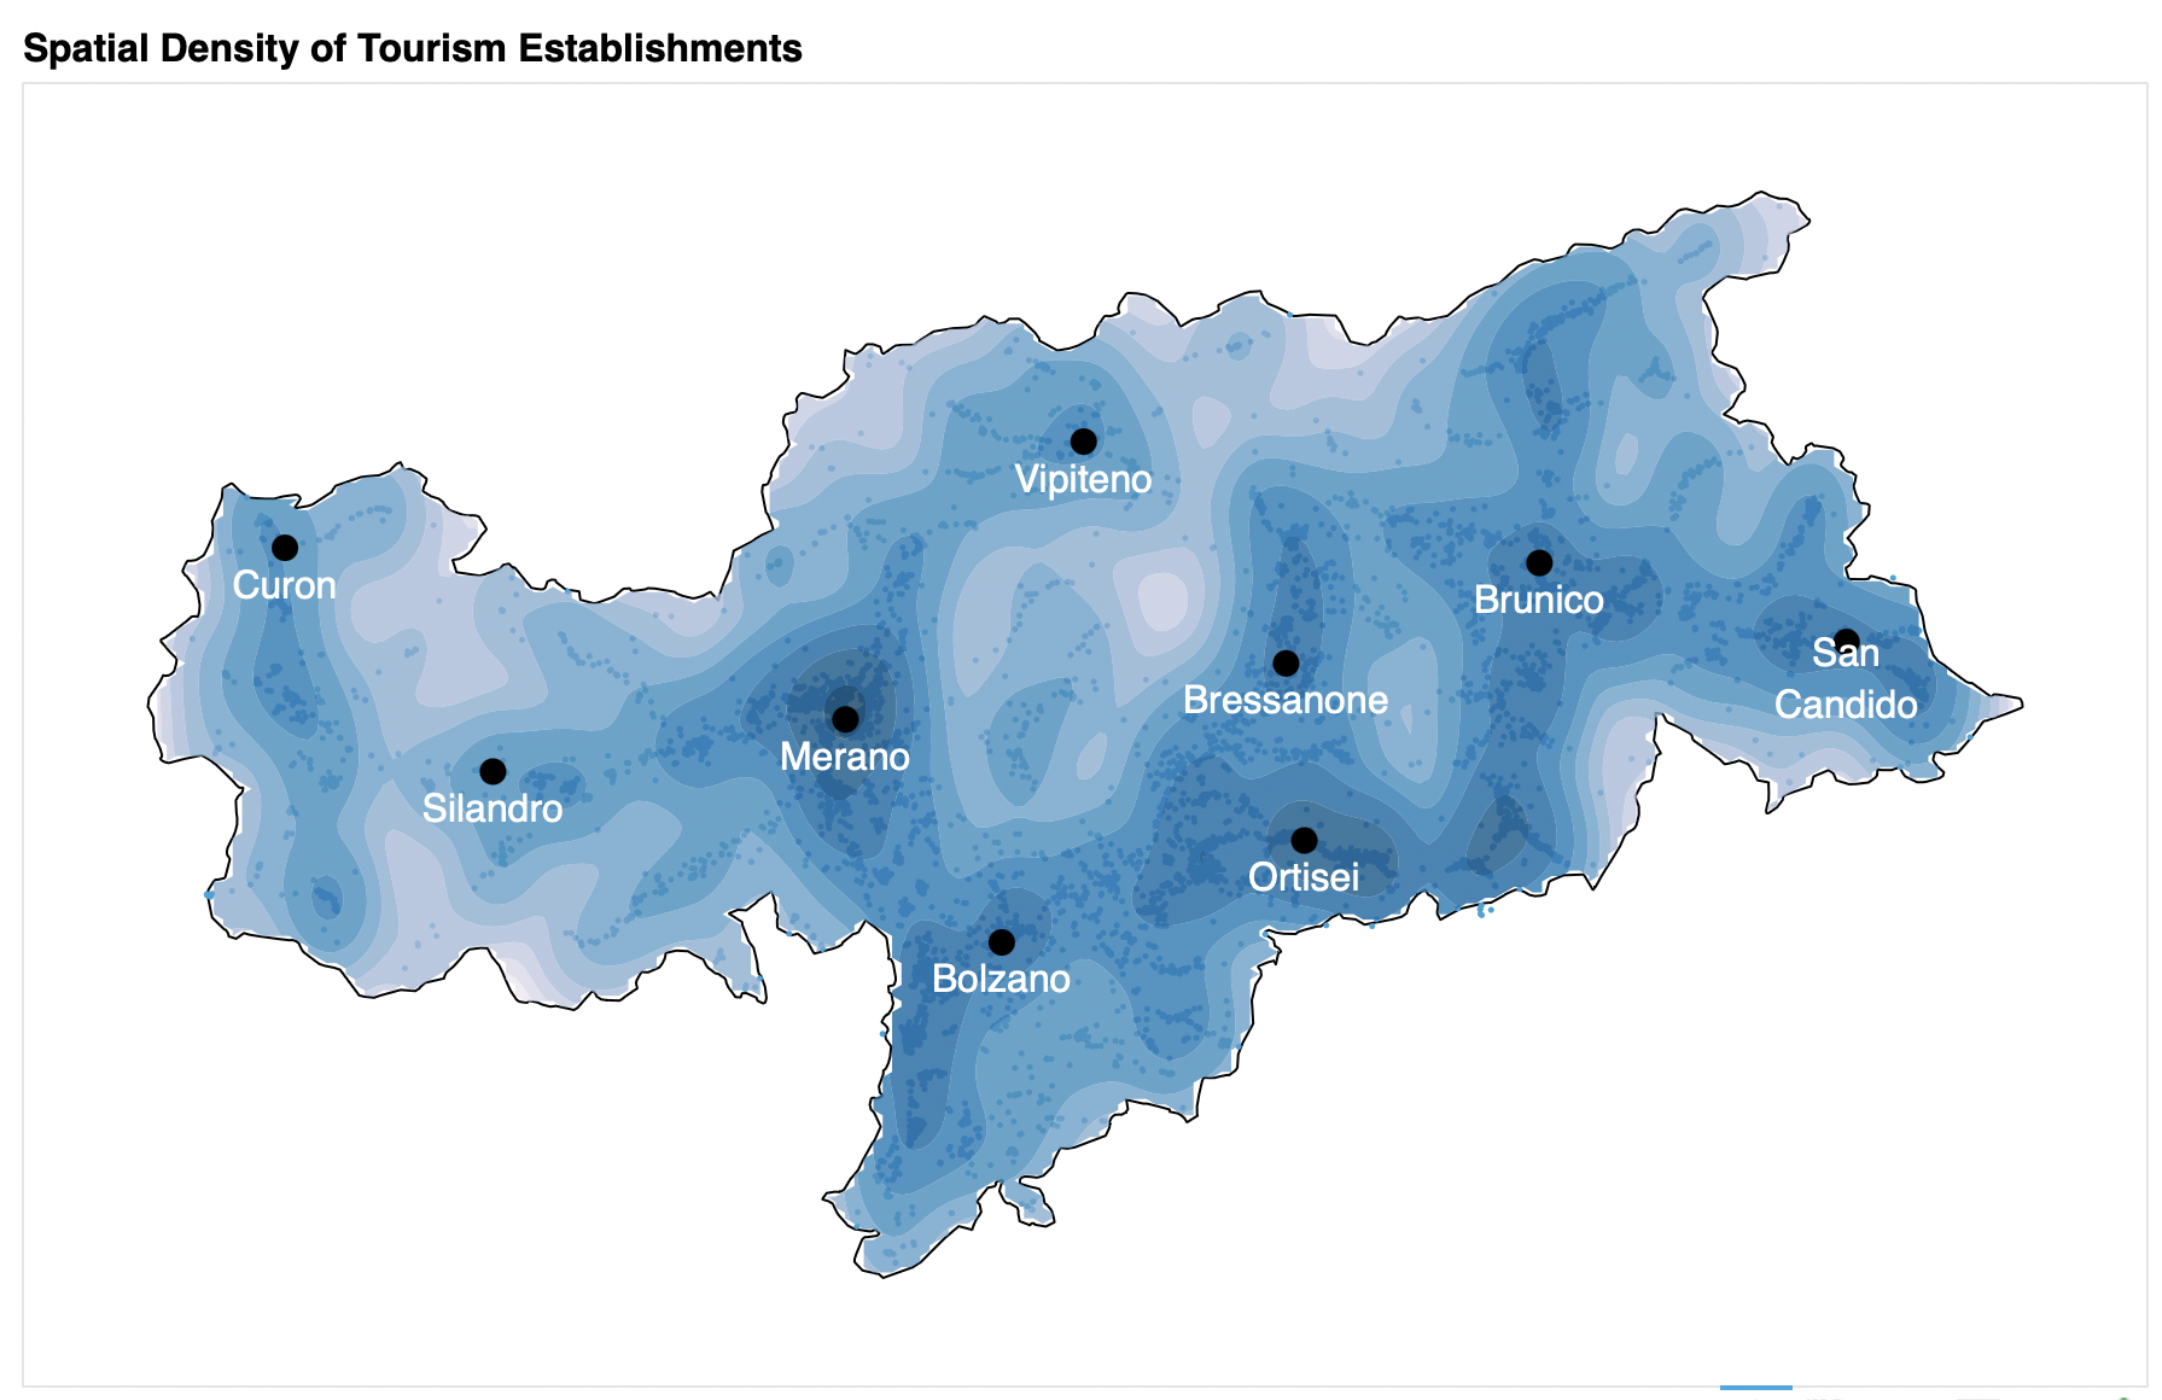 Spatial Density of Tourism Establishments
Vipiteno
Curon
Brunico
San
Candido
Bressanone
Merano
Silandro
Ortisei
Bolzano